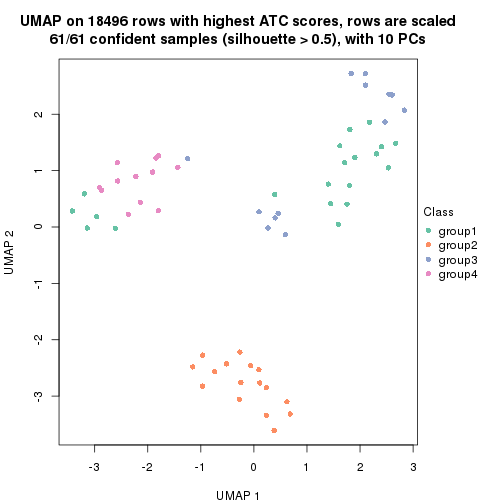 UMAP on 18496 rows with highest ATC scores, rows are scaled
61/61 confident samples (silhouette > 0.5), with 10 PCs
UMAP 2
2
1
0
-1
-2
-3
-3
-2
-1
0
1
2
3
UMAP 1
Class
group1
group2
group3
group4